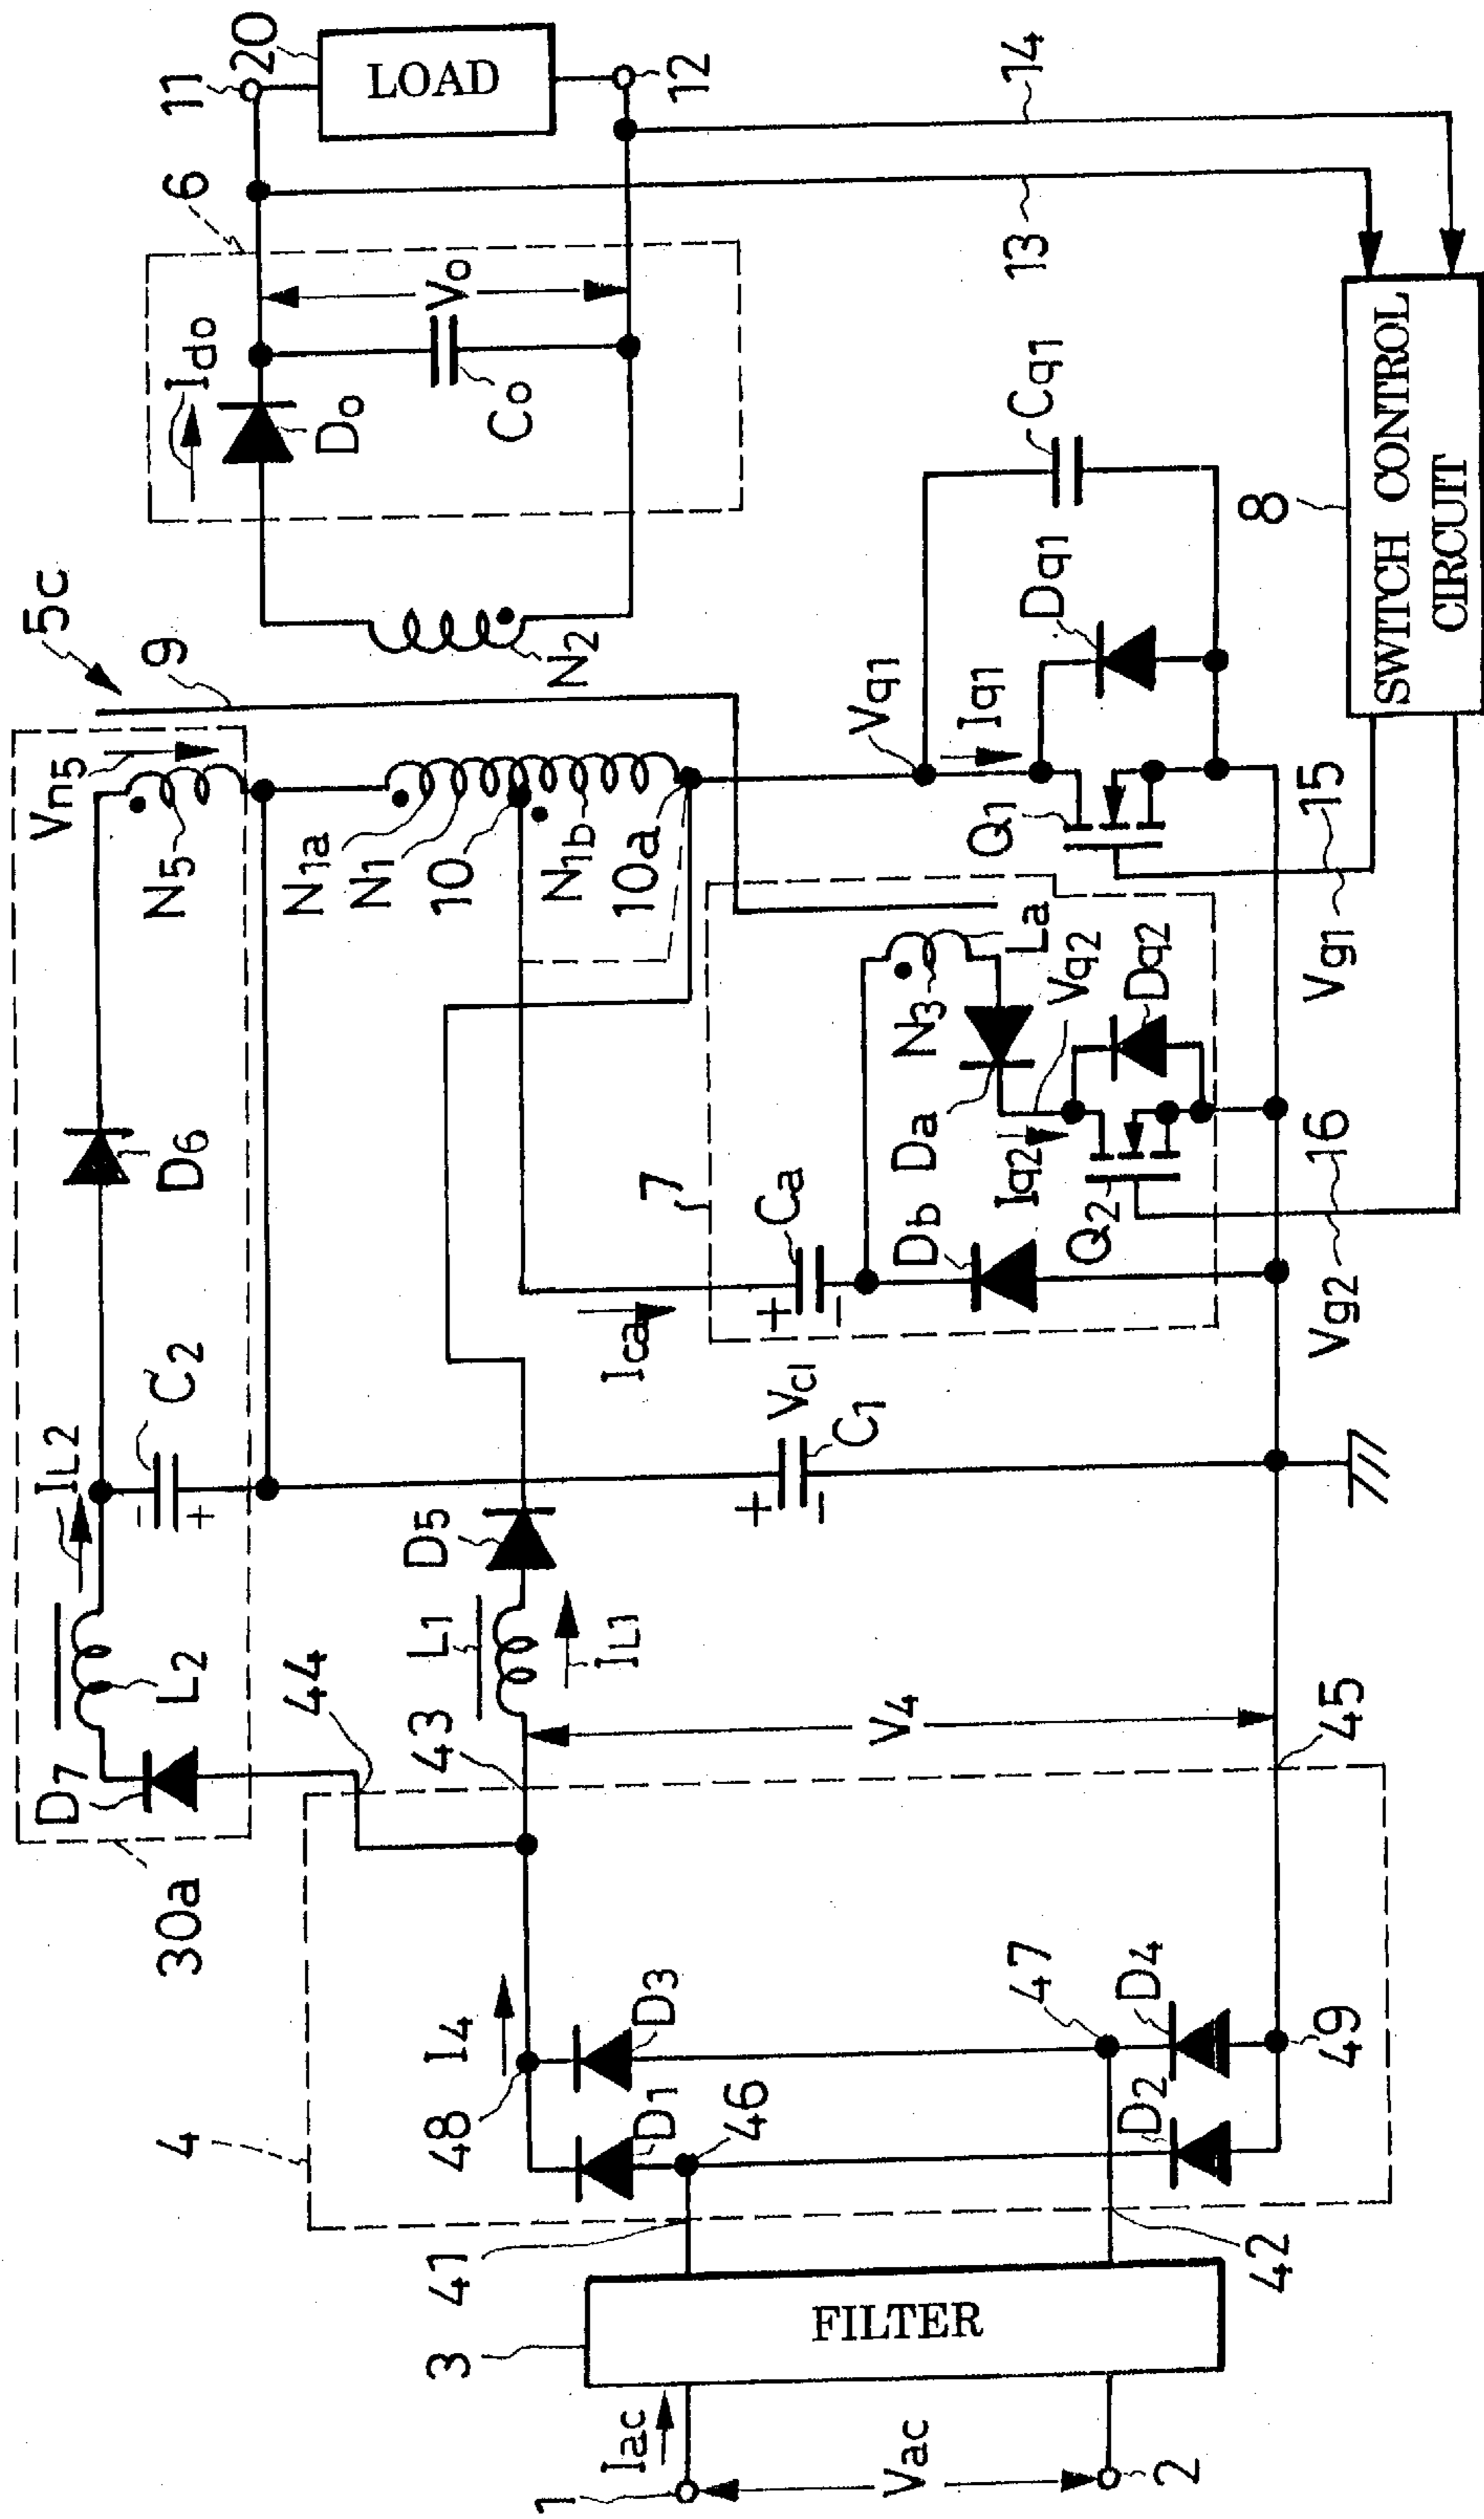 5c
30a
D7
L2
IL2
C2
−
+
D6
Vn5
N5
9
6
11
20
LOAD
12
Ido
Do
Vo
Co
N2
44
43
L1
D5
IL1
N1a
N1
10
N1b
10a
4
I4
48
D1
D3
46
47
D2
D4
49
41
42
3
FILTER
1
Iac
Vac
2
V4
45
+
−
Vc1
C1
Ica
+
−
Ca
7
Db
Da
N3
La
Iq2
Vq2
Q2
Dq2
Q1
Vq1
Iq1
Dq1
Cq1
13
14
8
SWITCH CONTROL
CIRCUIT
Vg1
15
Vg2
16